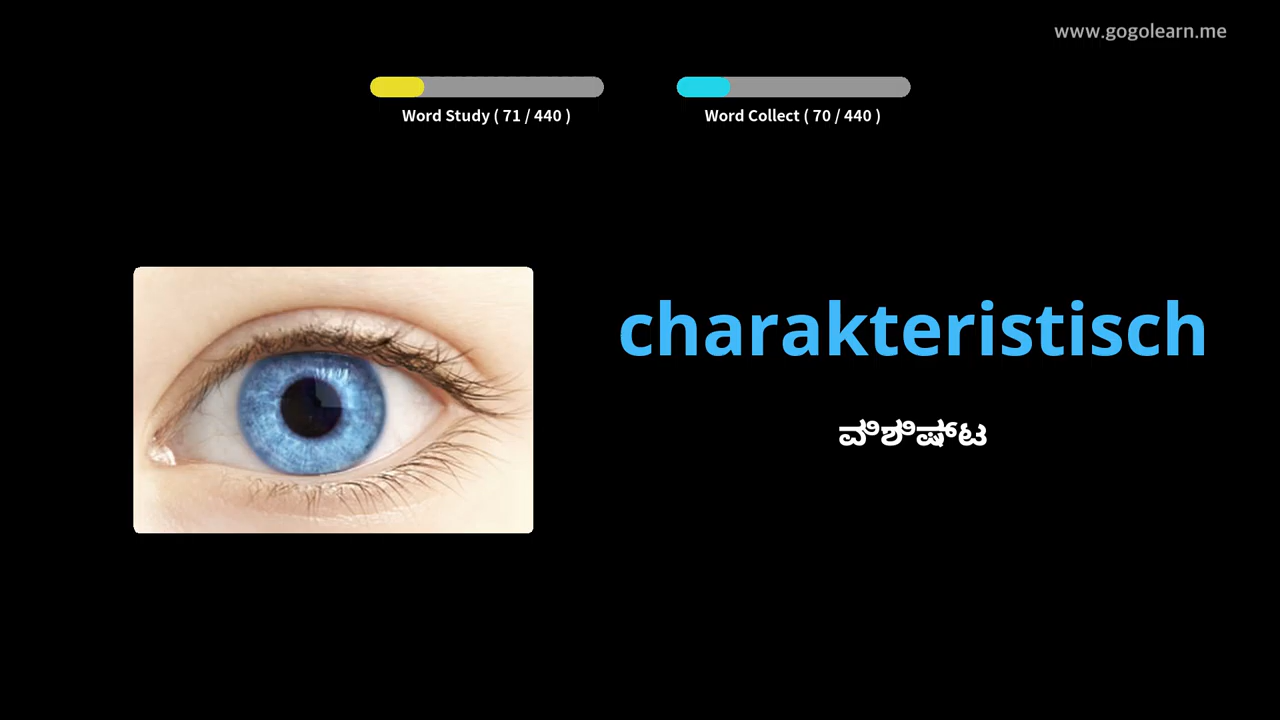 www.gogolearn.me
Word Study ( 71 / 440 )
Word Collect ( 70 / 440 )
charakteristisch
ವಿಶಿಷ್ಟ